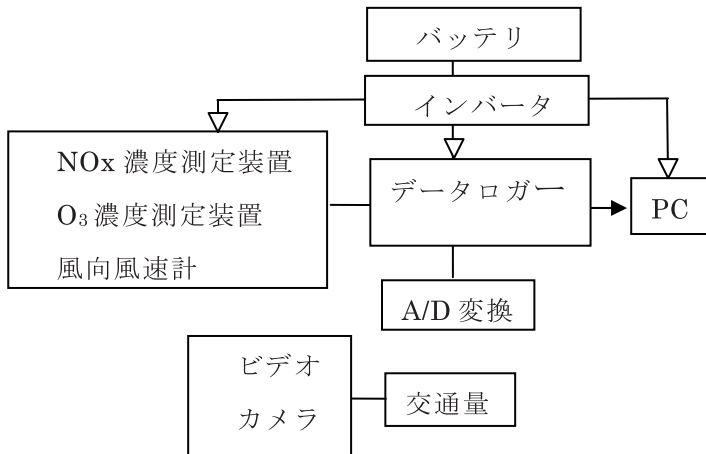 バッテリ
インバータ
NOx 濃度測定装置
O₃ 濃度測定装置
風向風速計
データロガー
PC
A/D 変換
ビデオ
カメラ
交通量